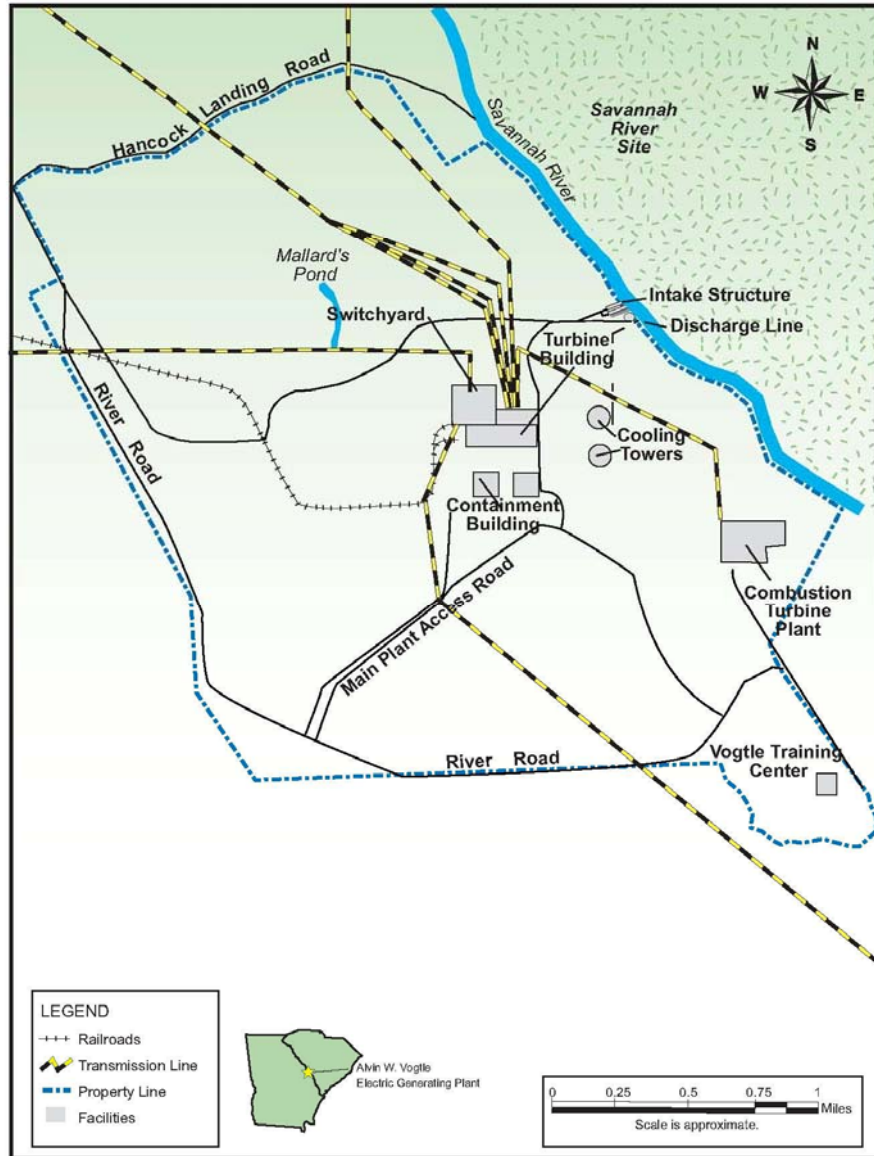 N
W
E
S
Hancock Landing Road
Savannah River
Savannah
River
Site
Mallard's
Pond
Switchyard
Intake Structure
Discharge Line
Turbine
Building
Cooling
Towers
River Road
Containment
Building
Main Plant Access Road
Combustion
Turbine
Plant
River Road
Vogtle Training
Center
LEGEND
Railroads
Transmission Line
Property Line
Facilities
Alvin W. Vogtle
Electric Generating Plant
0 0.25 0.5 0.75 1
Miles
Scale is approximate.